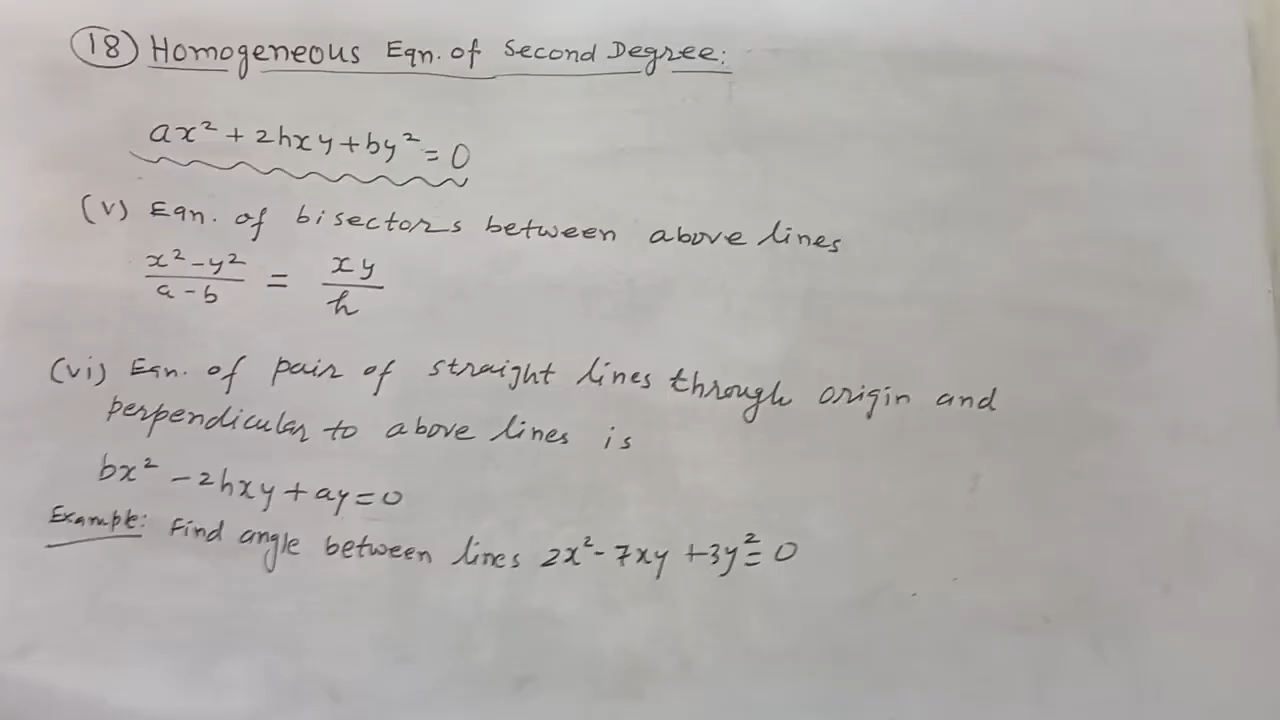 (18) Homogeneous Eqn. of Second Degree:
ax² + 2hxy + by² = 0
(v) Eqn. of bisectors between above lines
x² - y² / a - b = xy / h
(vi) Eqn. of pair of straight lines through origin and
perpendicular to above lines is
bx² - 2hxy + ay = 0
Example: Find angle between lines 2x² - 7xy + 3y² = 0